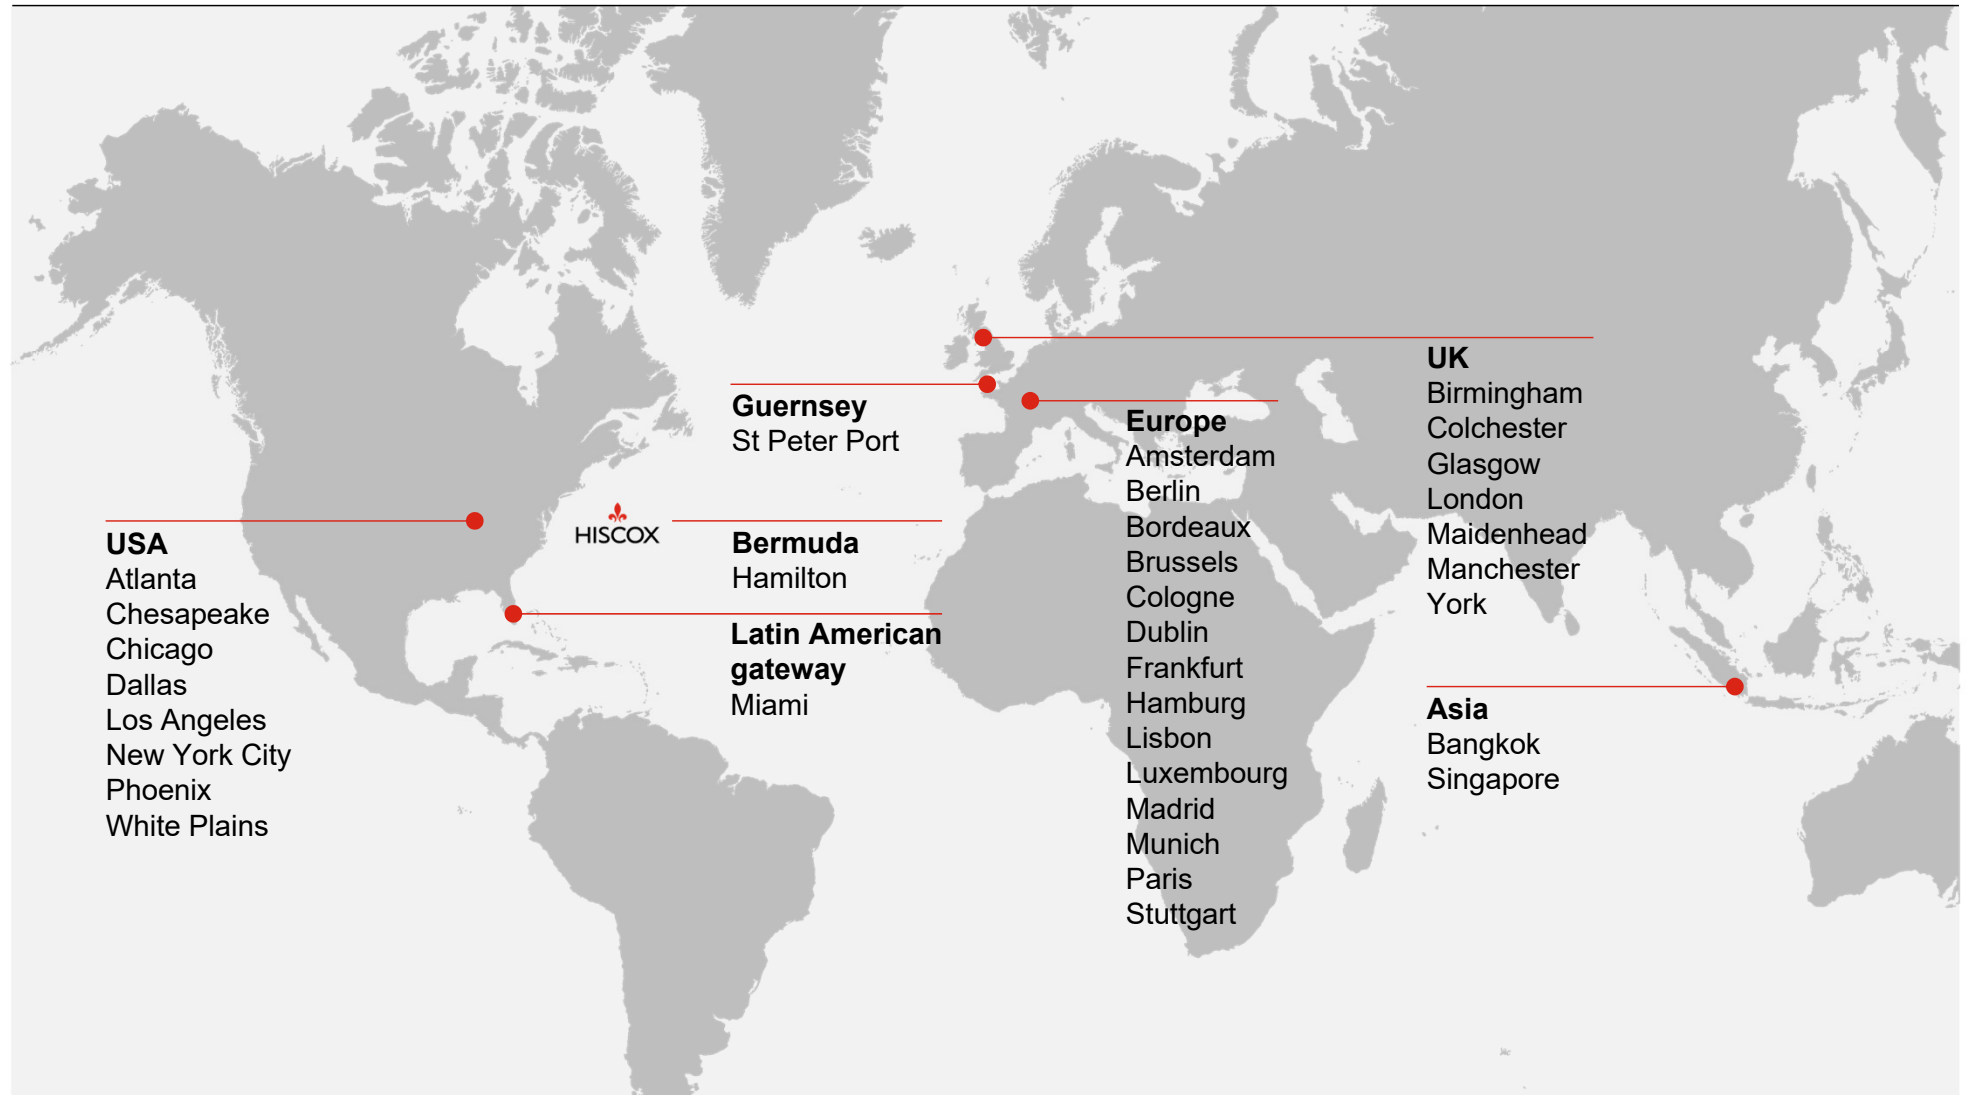 USA
Atlanta
Chesapeake
Chicago
Dallas
Los Angeles
New York City
Phoenix
White Plains
HISCOX
Guernsey
St Peter Port
Bermuda
Hamilton
Latin American
gateway
Miami
Europe
Amsterdam
Berlin
Bordeaux
Brussels
Cologne
Dublin
Frankfurt
Hamburg
Lisbon
Luxembourg
Madrid
Munich
Paris
Stuttgart
UK
Birmingham
Colchester
Glasgow
London
Maidenhead
Manchester
York
Asia
Bangkok
Singapore